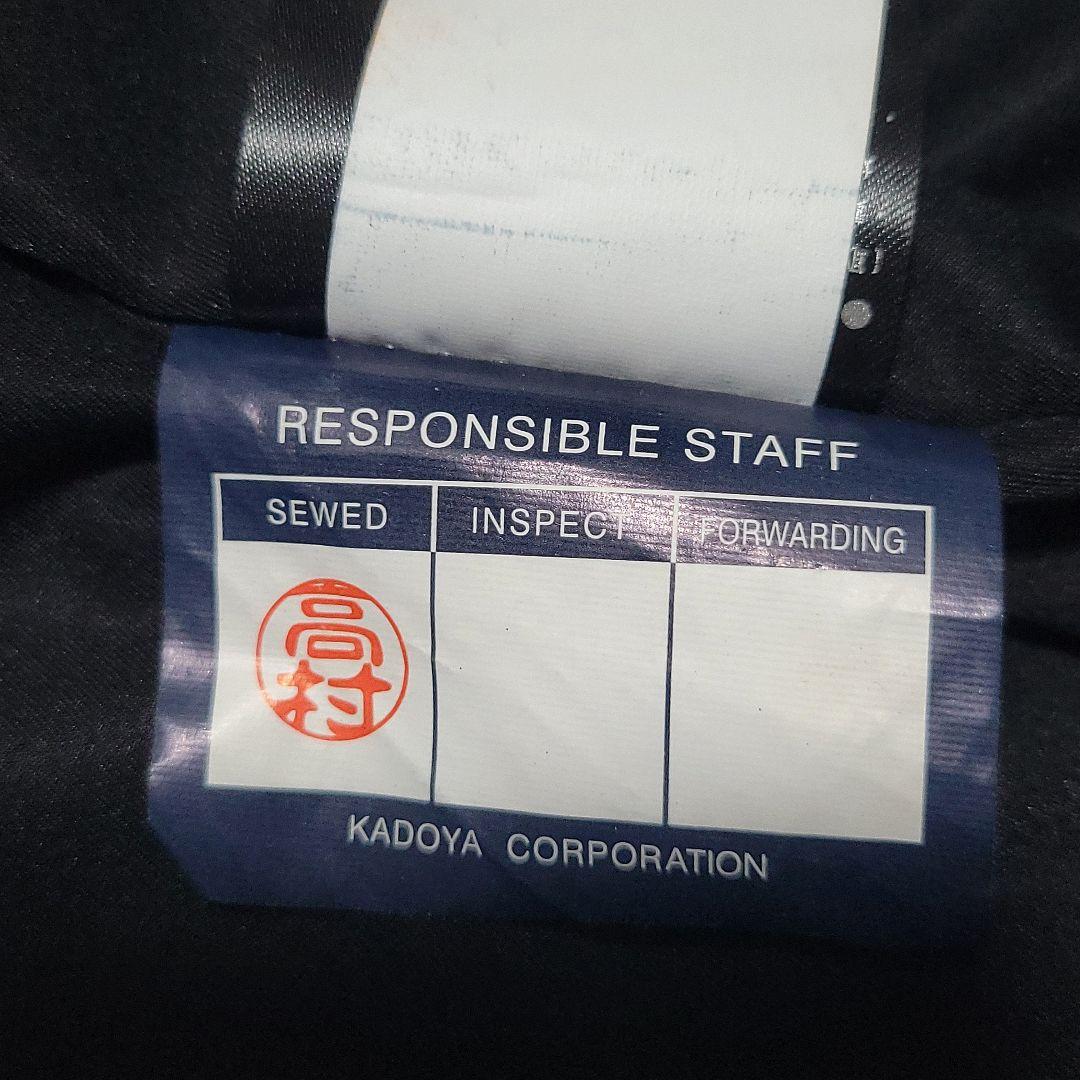 RESPONSIBLE STAFF
SEWED INSPECT FORWARDING
高村
KADOYA CORPORATION